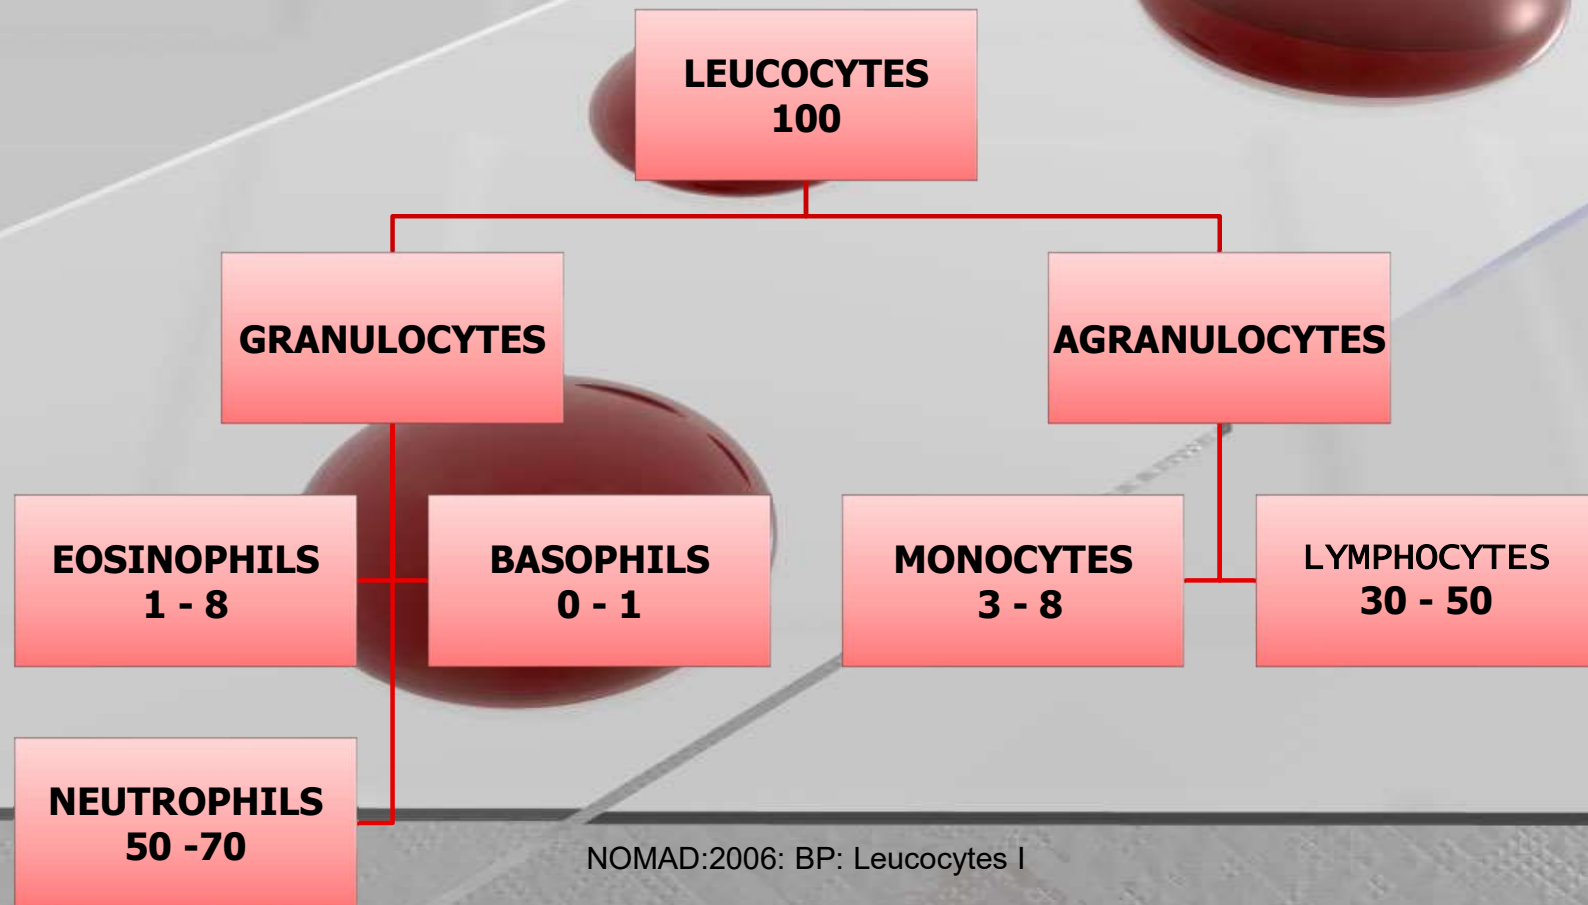 LEUCOCYTES
100
GRANULOCYTES
AGRANULOCYTES
EOSINOPHILS
1 - 8
BASOPHILS
0 - 1
MONOCYTES
3 - 8
LYMPHOCYTES
30 - 50
NEUTROPHILS
50 -70
NOMAD:2006: BP: Leucocytes I